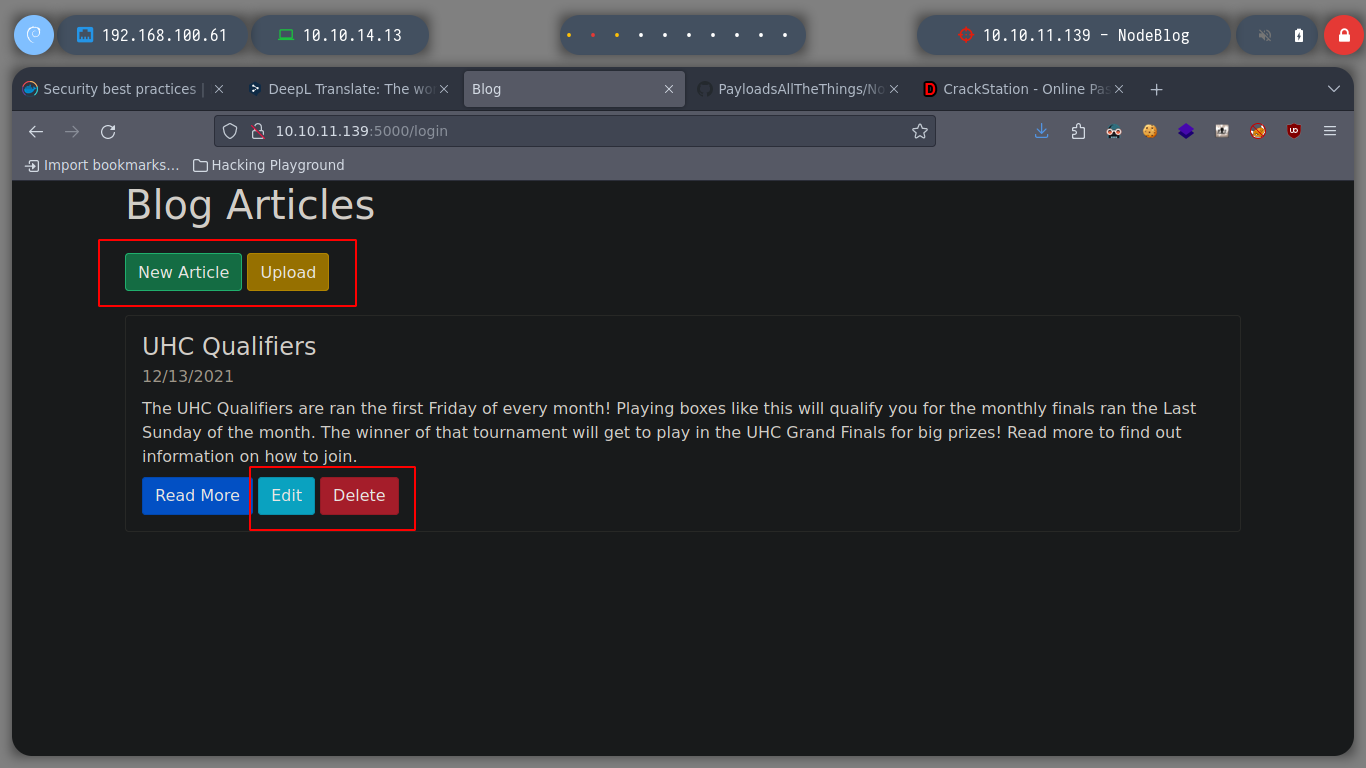 192.168.100.61
10.10.14.13
10.10.11.139 - NodeBlog
Security best practices |
DeepL Translate: The wo
Blog
PayloadsAllTheThings/No
CrackStation - Online Pas
10.10.11.139:5000/login
Import bookmarks...
Hacking Playground
Blog Articles
New Article
Upload
UHC Qualifiers
12/13/2021
The UHC Qualifiers are ran the first Friday of every month! Playing boxes like this will qualify you for the monthly finals ran the Last
Sunday of the month. The winner of that tournament will get to play in the UHC Grand Finals for big prizes! Read more to find out
information on how to join.
Read More
Edit
Delete